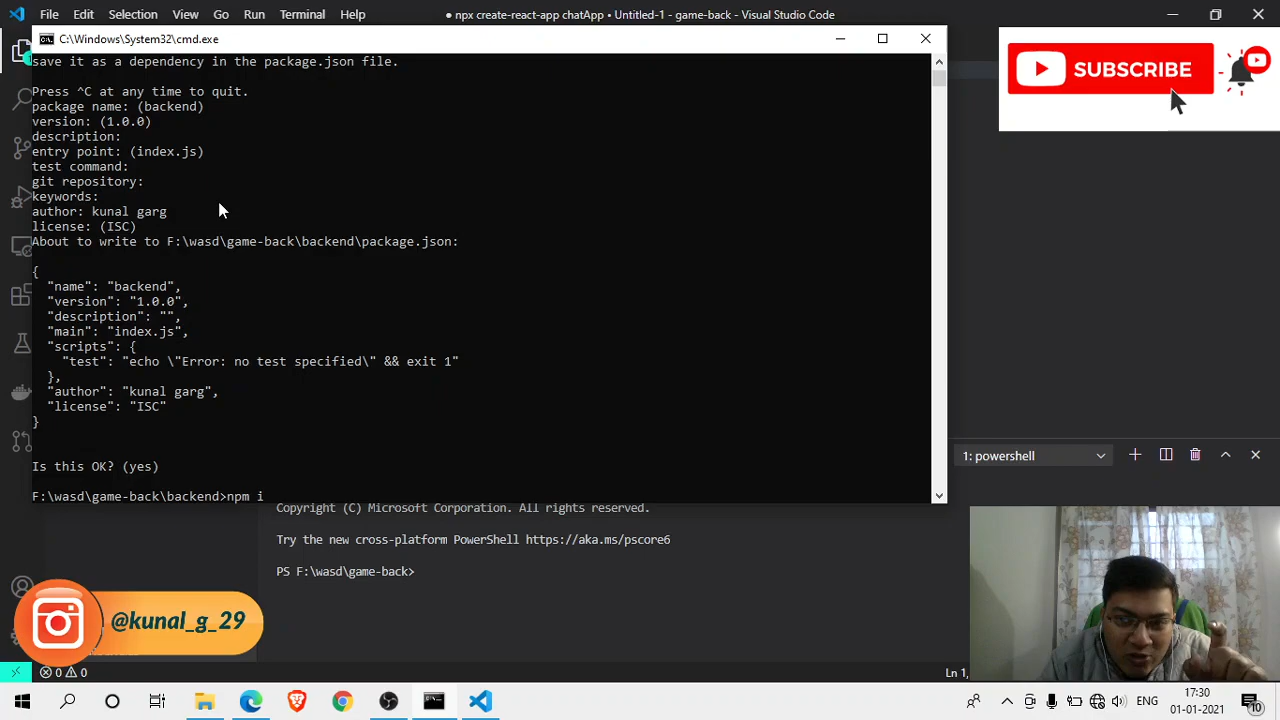 File Edit Selection View Go Run Terminal Help
● npx create-react-app chatApp • Untitled-1 - game-back - Visual Studio Code
C:\Windows\System32\cmd.exe
save it as a dependency in the package.json file.
Press ^C at any time to quit.
package name: (backend)
version: (1.0.0)
description:
entry point: (index.js)
test command:
git repository:
keywords:
author: kunal garg
license: (ISC)
About to write to F:\wasd\game-back\backend\package.json:
{
"name": "backend",
"version": "1.0.0",
"description": "",
"main": "index.js",
"scripts": {
"test": "echo \"Error: no test specified\" && exit 1"
},
"author": "kunal garg",
"license": "ISC"
}
Is this OK? (yes)
F:\wasd\game-back\backend>npm i
SUBSCRIBE
1: powershell
Copyright (C) Microsoft Corporation. All rights reserved.
Try the new cross-platform PowerShell https://aka.ms/pscore6
PS F:\wasd\game-back>
@kunal_g_29
0 0
Ln 1,
ENG
17:30
01-01-2021
10